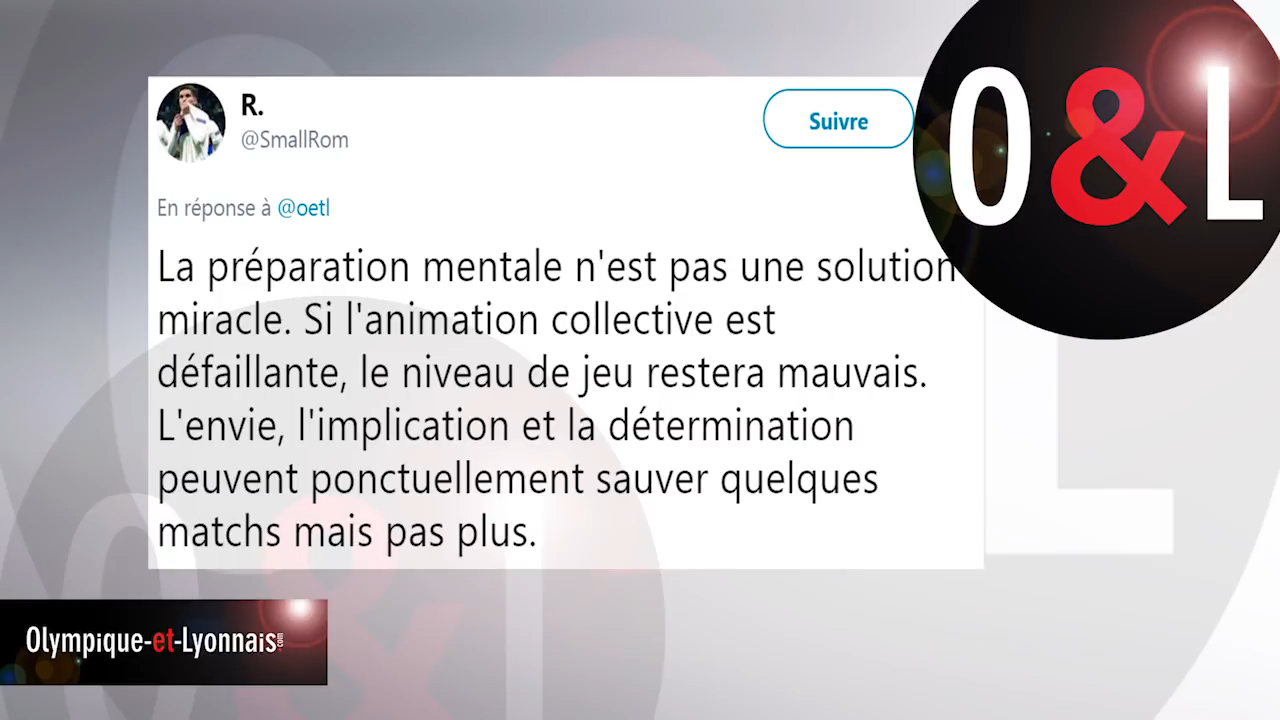 R.
@SmallRom
Suivre
O&L
En réponse à @oetl
La préparation mentale n'est pas une solution
miracle. Si l'animation collective est
défaillante, le niveau de jeu restera mauvais.
L'envie, l'implication et la détermination
peuvent ponctuellement sauver quelques
matchs mais pas plus.
Olympique-et-Lyonnais.com